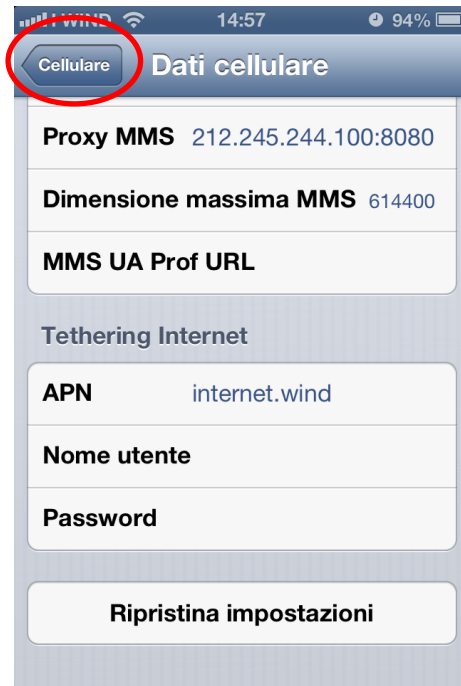 WIND 14:57 94%
Cellulare Dati cellulare
Proxy MMS 212.245.244.100:8080
Dimensione massima MMS 614400
MMS UA Prof URL
Tethering Internet
APN internet.wind
Nome utente
Password
Ripristina impostazioni